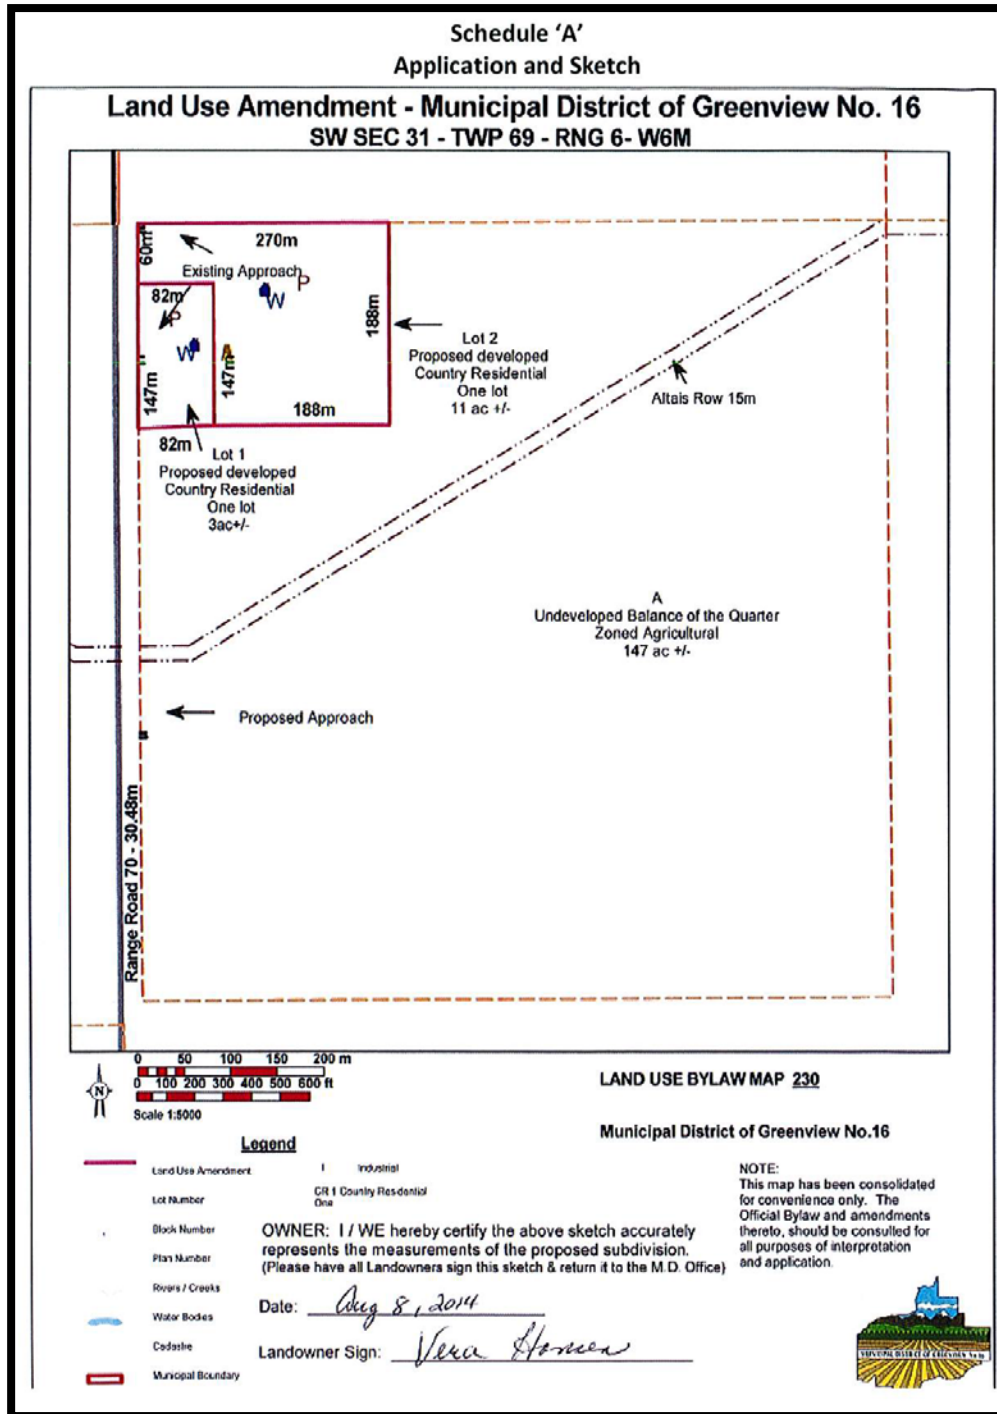 Schedule ‘A’
Application and Sketch
Land Use Amendment - Municipal District of Greenview No. 16
SW SEC 31 - TWP 69 - RNG 6- W6M
60m
270m
Existing Approach
82m
P
W
P
W
A
147m
147m
188m
188m
82m
Lot 2
Proposed developed
Country Residential
One lot
11 ac +/-
Lot 1
Proposed developed
Country Residential
One lot
3ac+/-
Altais Row 15m
A
Undeveloped Balance of the Quarter
Zoned Agricultural
147 ac +/-
Proposed Approach
Range Road 70 - 30.48m
0 50 100 150 200 m
0 100 200 300 400 500 600 ft
N
Scale 1:5000
LAND USE BYLAW MAP 230
Municipal District of Greenview No.16
Legend
Land Use Amendment
I Industrial
Lot Number
CR 1 Country Residential
One
Block Number
Plan Number
Rivers / Creeks
Water Bodies
Cadastre
Municipal Boundary
OWNER: I / WE hereby certify the above sketch accurately
represents the measurements of the proposed subdivision.
(Please have all Landowners sign this sketch & return it to the M.D. Office)
Date: Aug 8, 2014
Landowner Sign: Vera Hansen
NOTE:
This map has been consolidated
for convenience only. The
Official Bylaw and amendments
thereto, should be consulted for
all purposes of interpretation
and application.
MUNICIPAL DISTRICT OF GREENVIEW No. 16